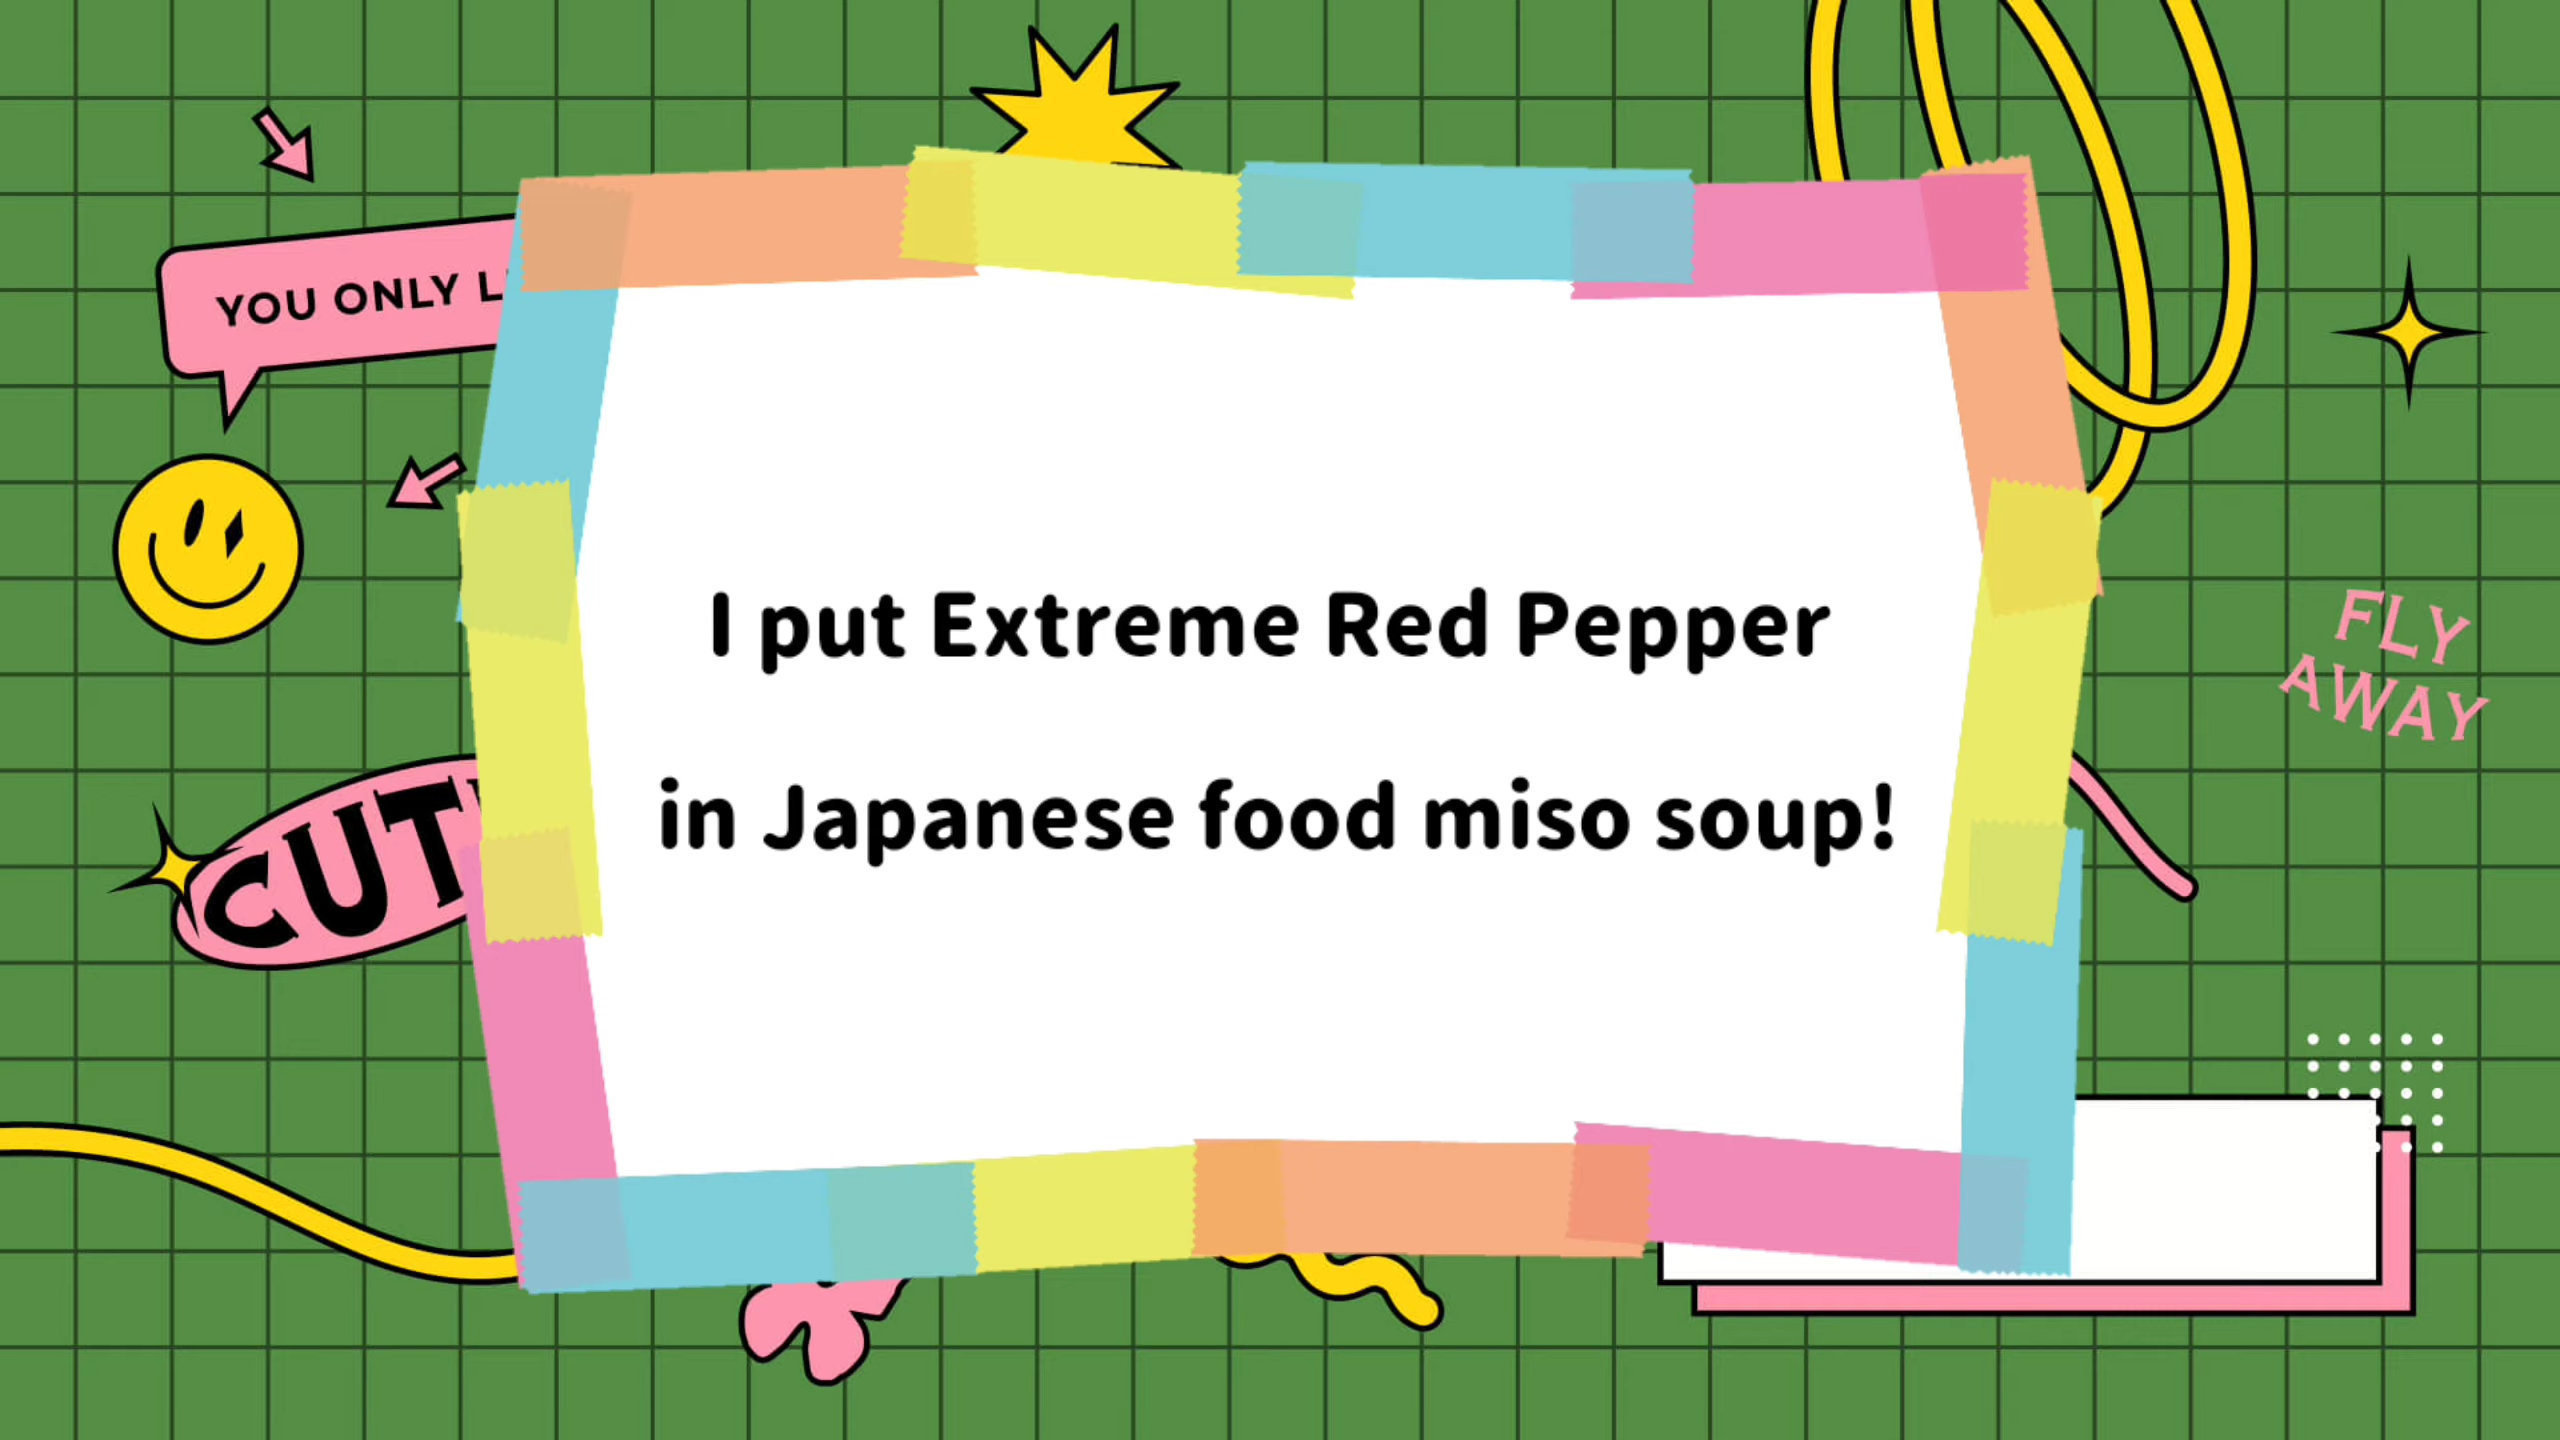 YOU ONLY L
I put Extreme Red Pepper
in Japanese food miso soup!
FLY
AWAY
CUT